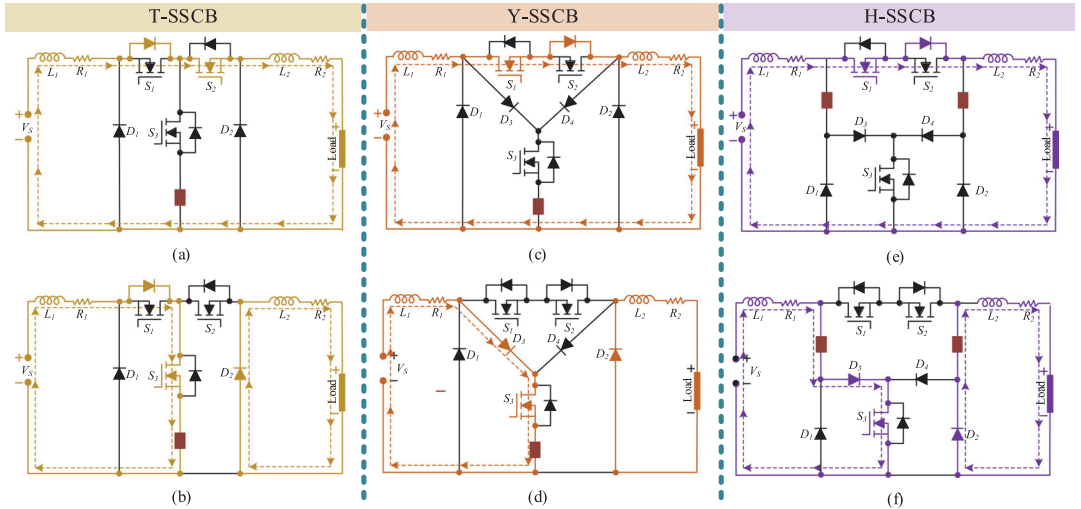 T-SSCB
Y-SSCB
H-SSCB
L1 R1 S1 S2 L2 R2
VS
+
−
D1 S3 D2
+
Load
−
(a)
L1 R1 S1 S2 L2 R2
D3 D4
VS
+
−
D1 S3 D2
+
Load
−
(c)
L1 R1 S1 S2 L2 R2
D3 D4
VS
+
−
D1 S3 D2
+
Load
−
(e)
L1 R1 S1 S2 L2 R2
VS
+
−
D1 S3 D2
+
Load
−
(b)
L1 R1 S1 S2 L2 R2
D3 D4
VS
+
−
−
D1 S3 D2
+
Load
−
(d)
L1 R1 S1 S2 L2 R2
D3 D4
VS
+
−
D1 S3 D2
+
Load
−
(f)